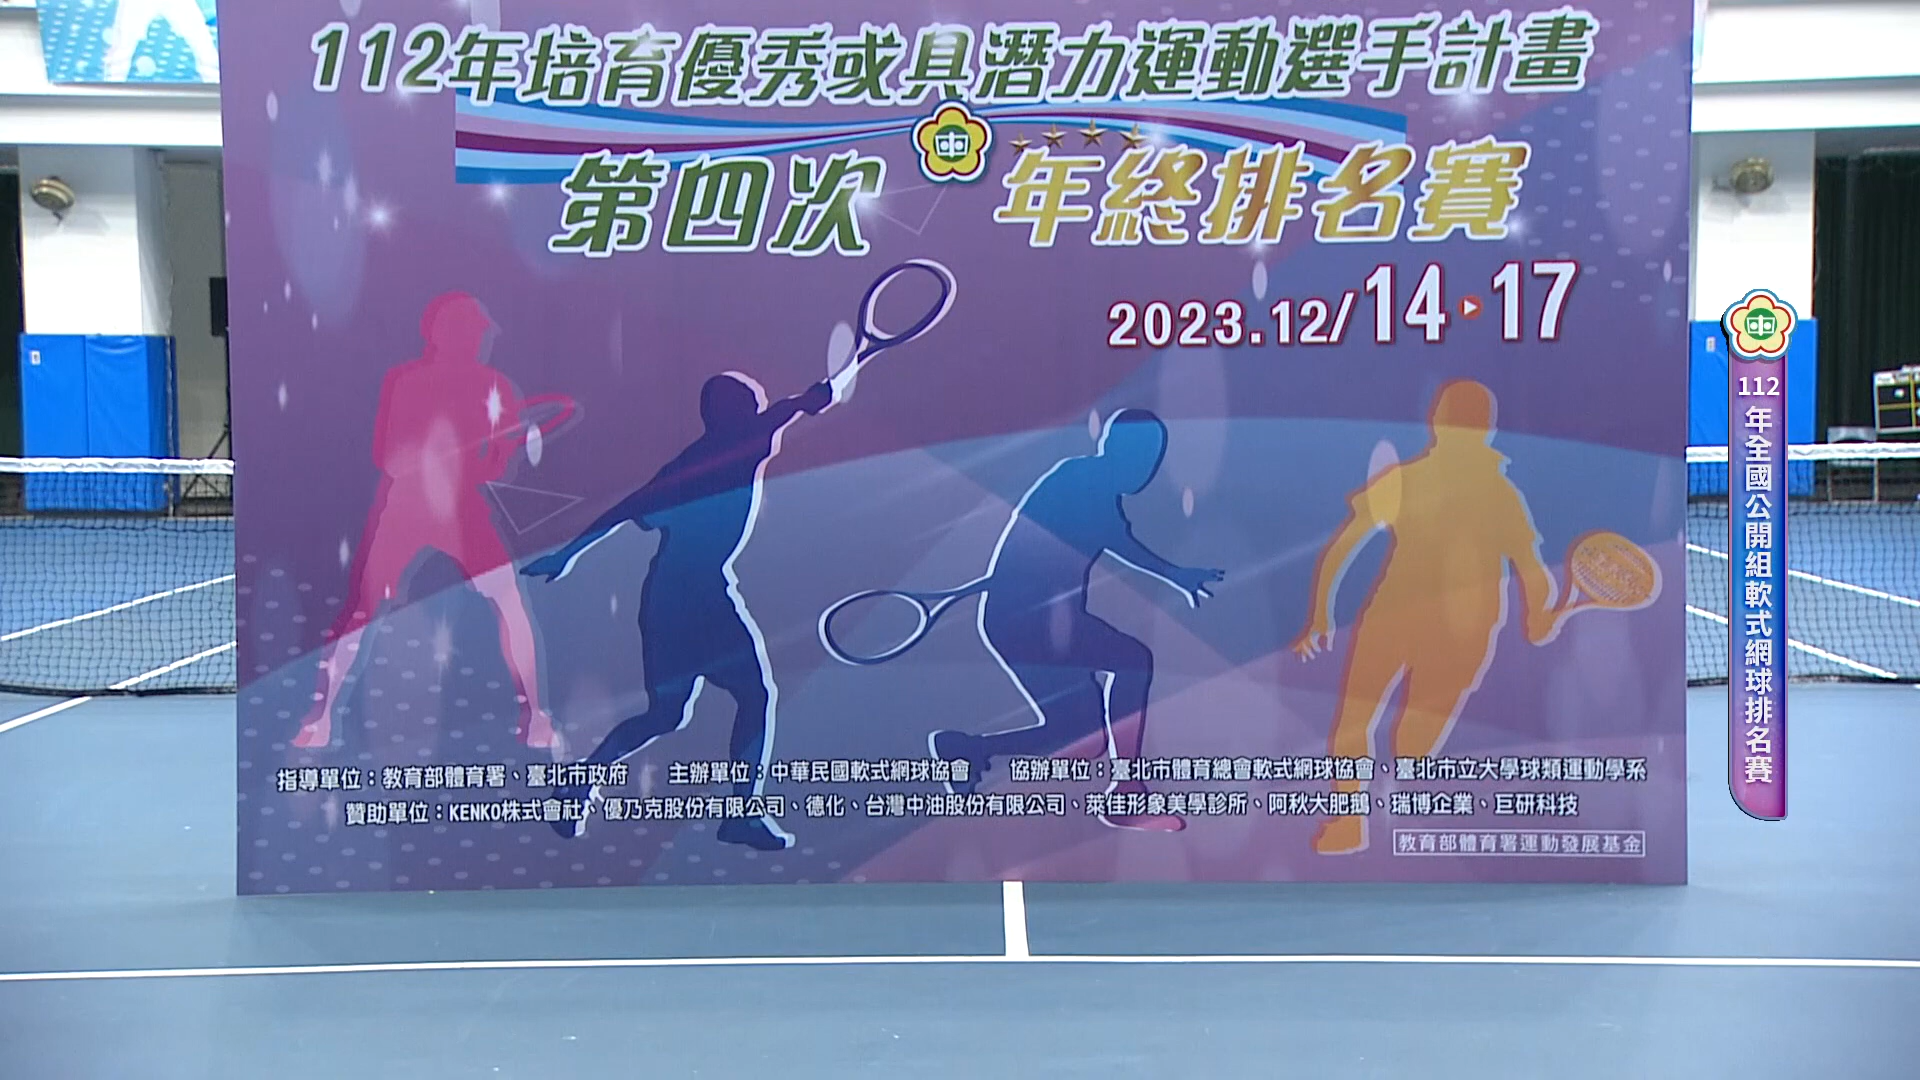 112年培育優秀或具潛力運動選手計畫
第四次 年終排名賽
2023.12/14▶17
指導單位：教育部體育署、臺北市政府 主辦單位：中華民國軟式網球協會 協辦單位：臺北市體育總會軟式網球協會、臺北市立大學球類運動學系
贊助單位：KENKO株式會社、優乃克股份有限公司、德化、台灣中油股份有限公司、萊佳形象美學診所、阿秋大肥鵝、瑞博企業、巨研科技
教育部體育署運動發展基金
112年全國公開組軟式網球排名賽